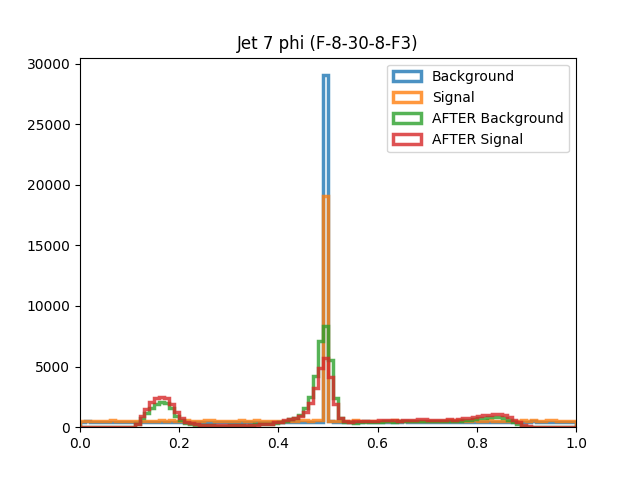 Jet 7 phi (F-8-30-8-F3)
30000
25000
20000
15000
10000
5000
0
0.0
0.2
0.4
0.6
0.8
1.0
Background
Signal
AFTER Background
AFTER Signal